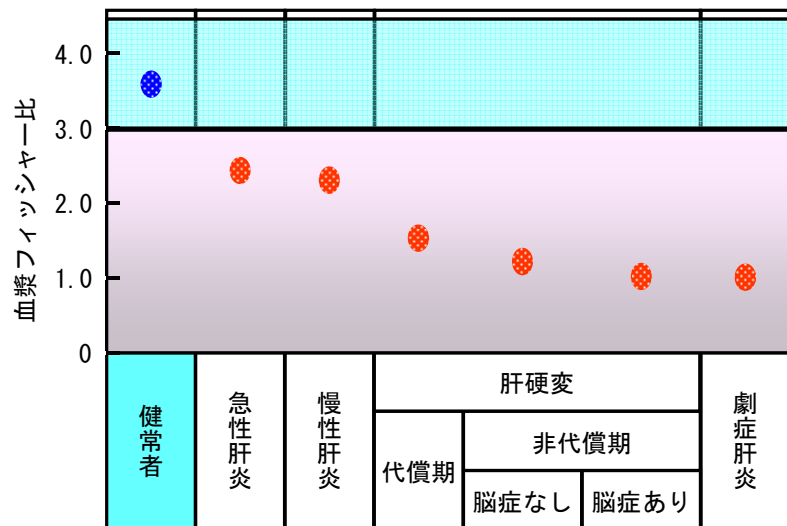 血漿フィッシャー比
4.0
3.0
2.0
1.0
0
健常者
急性肝炎
慢性肝炎
肝硬変
代償期
非代償期
脳症なし
脳症あり
劇症肝炎